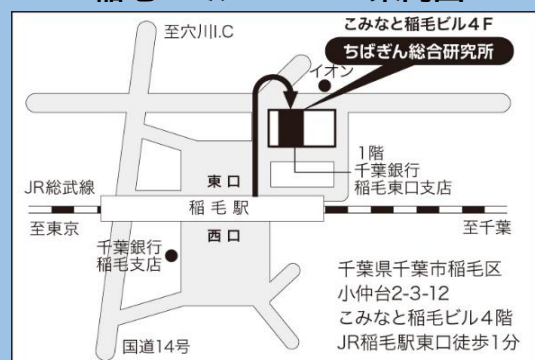 至穴川I.C
こみなと稲毛ビル4F
ちばぎん総合研究所
イオン
1階
千葉銀行
稲毛東口支店
東口
JR総武線
稲毛駅
至東京
至千葉
西口
千葉銀行
稲毛支店
千葉県千葉市稲毛区
小仲台2-3-12
こみなと稲毛ビル4階
JR稲毛駅東口徒歩1分
国道14号